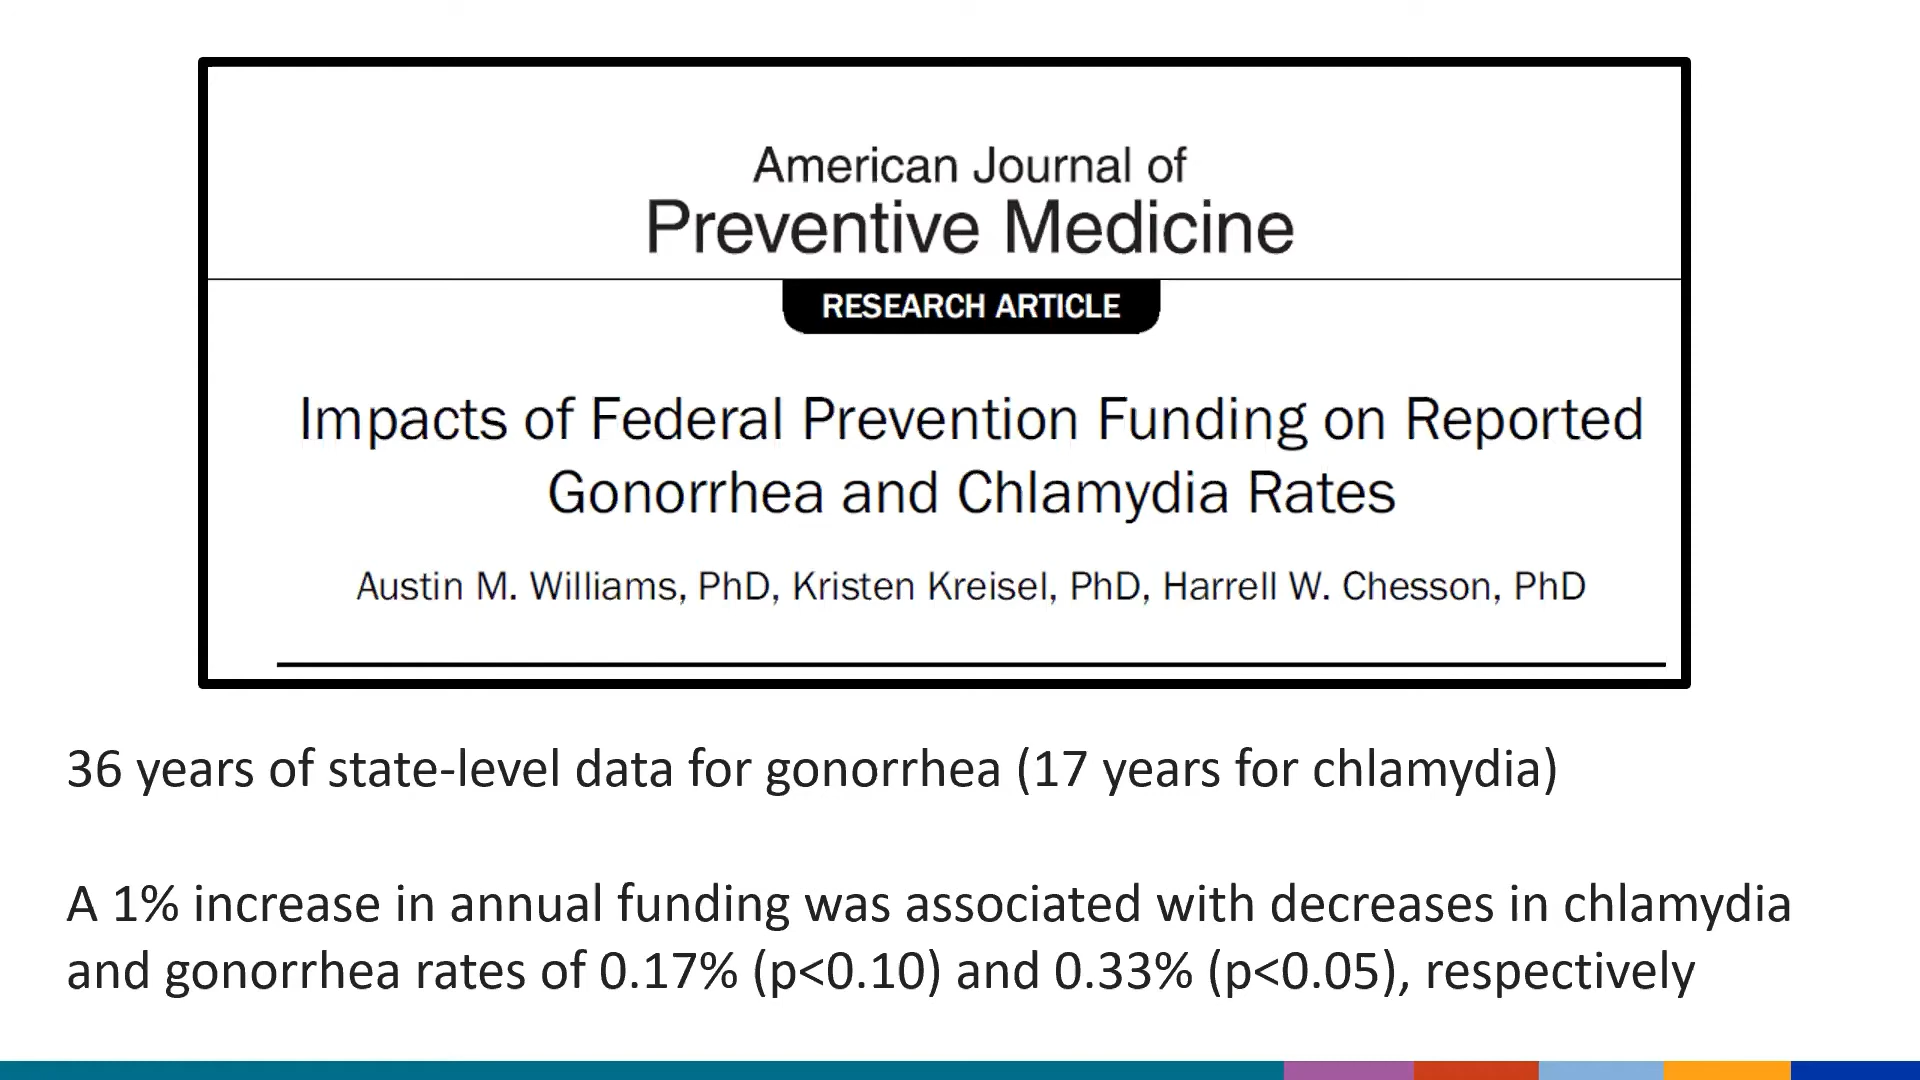 American Journal of
Preventive Medicine
RESEARCH ARTICLE
Impacts of Federal Prevention Funding on Reported
Gonorrhea and Chlamydia Rates
Austin M. Williams, PhD, Kristen Kreisel, PhD, Harrell W. Chesson, PhD
36 years of state-level data for gonorrhea (17 years for chlamydia)
A 1% increase in annual funding was associated with decreases in chlamydia
and gonorrhea rates of 0.17% (p<0.10) and 0.33% (p<0.05), respectively